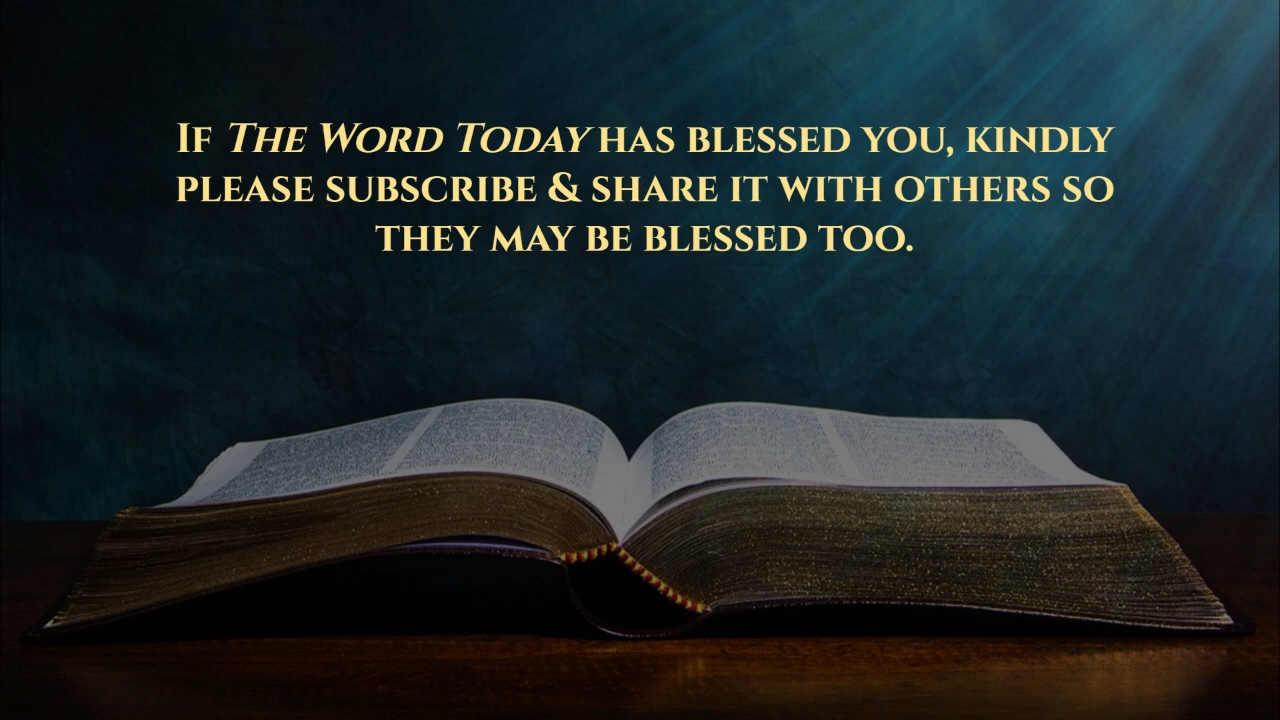 If The Word Today has blessed you, kindly
please subscribe & share it with others so
they may be blessed too.